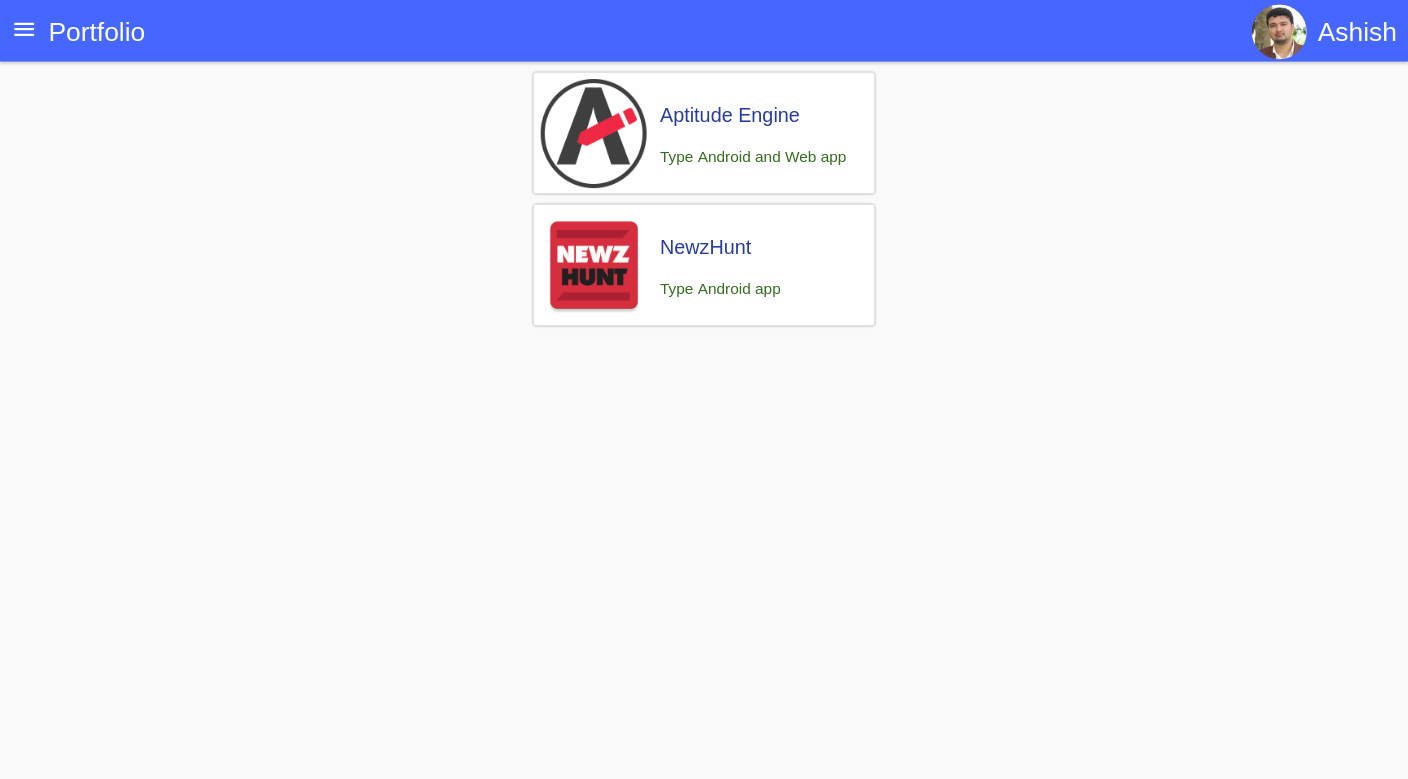 Portfolio
Ashish
Aptitude Engine
Type Android and Web app
NEWZ
HUNT
NewzHunt
Type Android app